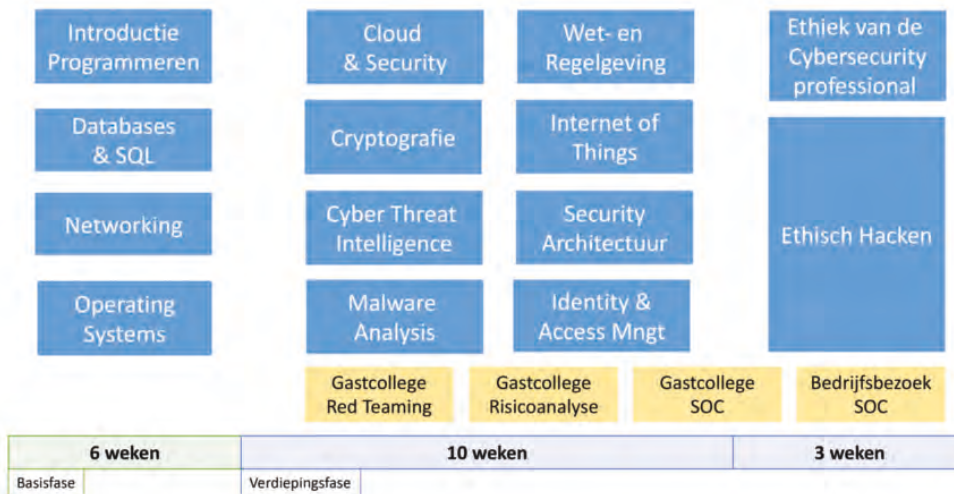 Introductie
Programmeren
Databases
& SQL
Networking
Operating
Systems
Cloud
& Security
Cryptografie
Cyber Threat
Intelligence
Malware
Analysis
Wet- en
Regelgeving
Internet of
Things
Security
Architectuur
Identity &
Access Mngt
Ethiek van de
Cybersecurity
professional
Ethisch Hacken
Gastcollege
Red Teaming
Gastcollege
Risicoanalyse
Gastcollege
SOC
Bedrijfsbezoek
SOC
6 weken
10 weken
3 weken
Basisfase
Verdiepingsfase